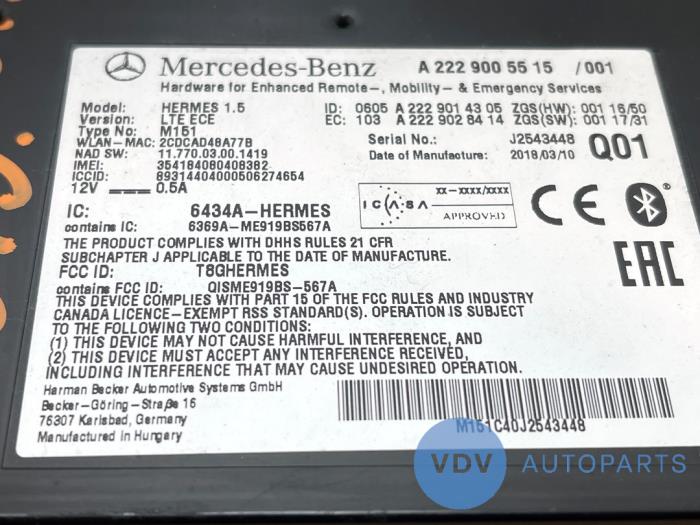 Mercedes-Benz A 222 900 55 15 /001
Hardware for Enhanced Remote-, Mobility- & Emergency Services
Model: HERMES 1.5 ID: 0605 A 222 901 43 05 ZGS(HW): 001 16/50
Version: LTE ECE EC: 103 A 222 902 84 14 ZGS(SW): 001 17/31
Type No: M151
WLAN-MAC: 2CDCAD48A77B Serial No.: J2543448
NAD SW: 11.770.03.00.1419 Date of Manufacture: 2018/03/10 Q01
IMEI: 354184080408382
ICCID: 89314404000506274654
12V 0.5A
IC: 6434A-HERMES ICASA xx-xxxx/xxxx APPROVED CE
contains IC: 6369A-ME919BS567A
THE PRODUCT COMPLIES WITH DHHS RULES 21 CFR
SUBCHAPTER J APPLICABLE TO THE DATE OF MANUFACTURE. EAC
FCC ID: T8GHERMES
contains FCC ID: QISME919BS-567A
THIS DEVICE COMPLIES WITH PART 15 OF THE FCC RULES AND INDUSTRY
CANADA LICENCE-EXEMPT RSS STANDARD(S). OPERATION IS SUBJECT
TO THE FOLLOWING TWO CONDITIONS:
(1) THIS DEVICE MAY NOT CAUSE HARMFUL INTERFERENCE, AND
(2) THIS DEVICE MUST ACCEPT ANY INTERFERENCE RECEIVED,
INCLUDING INTERFERENCE THAT MAY CAUSE UNDESIRED OPERATION.
Harman Becker Automotive Systems GmbH
Becker-Göring-Straße 16
76307 Karlsbad, Germany
Manufactured in Hungary
M151C40J2543448
VDV AUTOPARTS